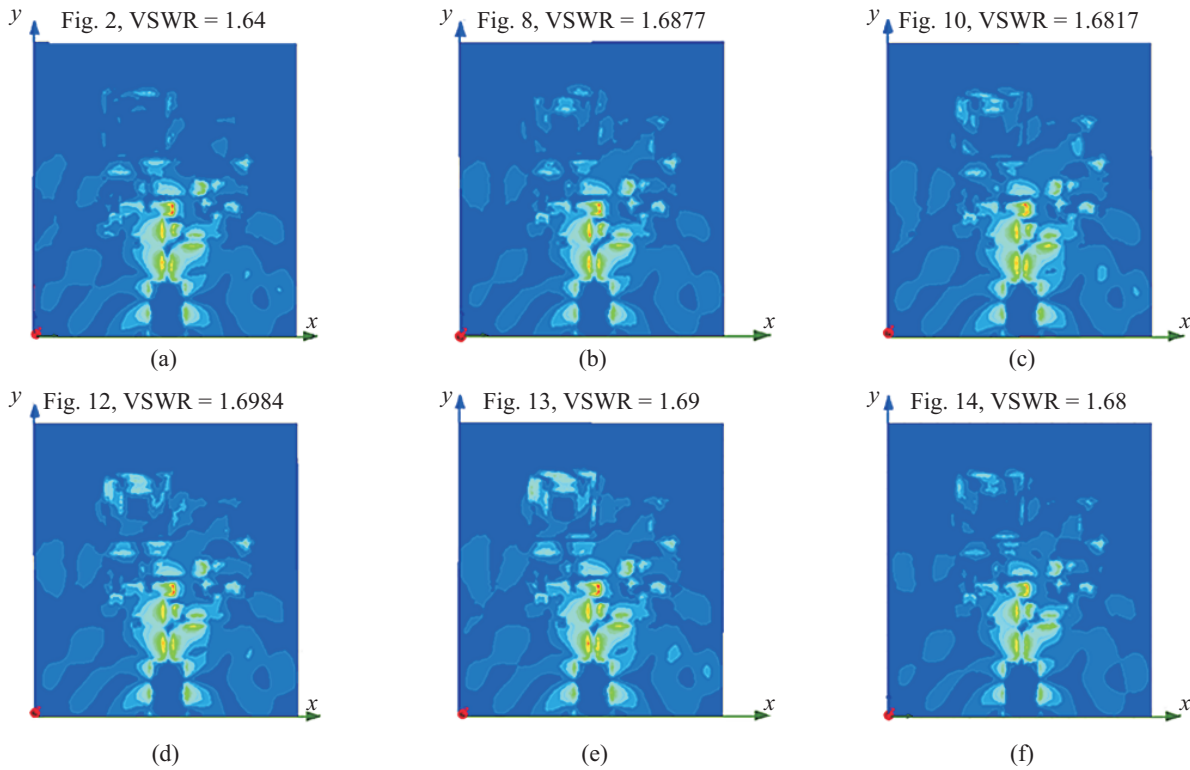 y Fig. 2, VSWR = 1.64
x
(a)
y Fig. 8, VSWR = 1.6877
x
(b)
y Fig. 10, VSWR = 1.6817
x
(c)
y Fig. 12, VSWR = 1.6984
x
(d)
y Fig. 13, VSWR = 1.69
x
(e)
y Fig. 14, VSWR = 1.68
x
(f)